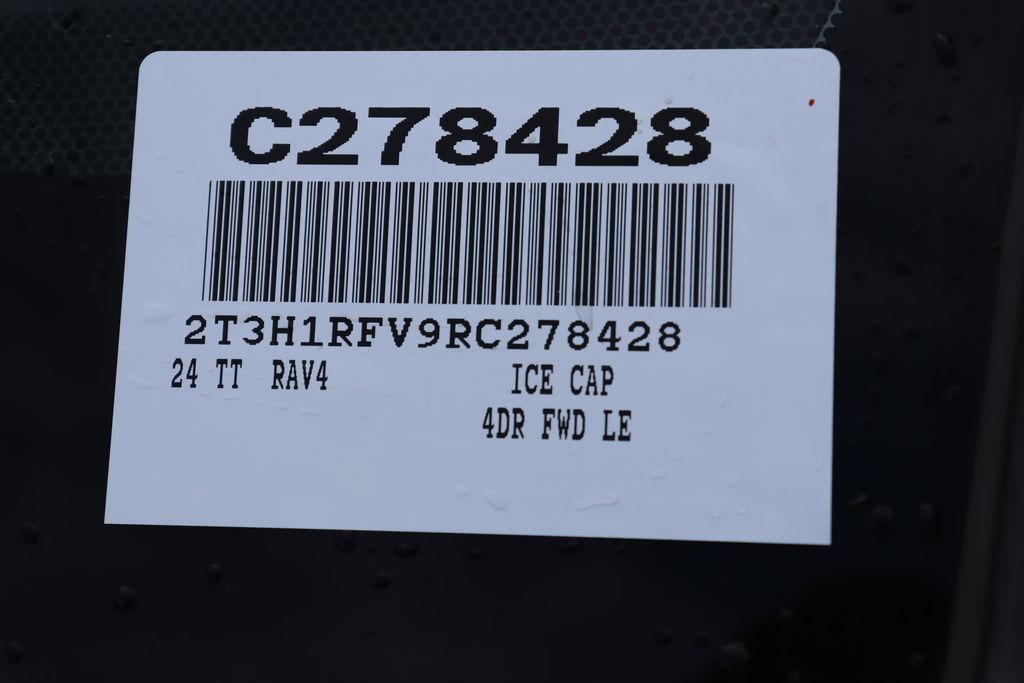 C278428
2T3H1RFV9RC278428
24 TT RAV4 ICE CAP
4DR FWD LE